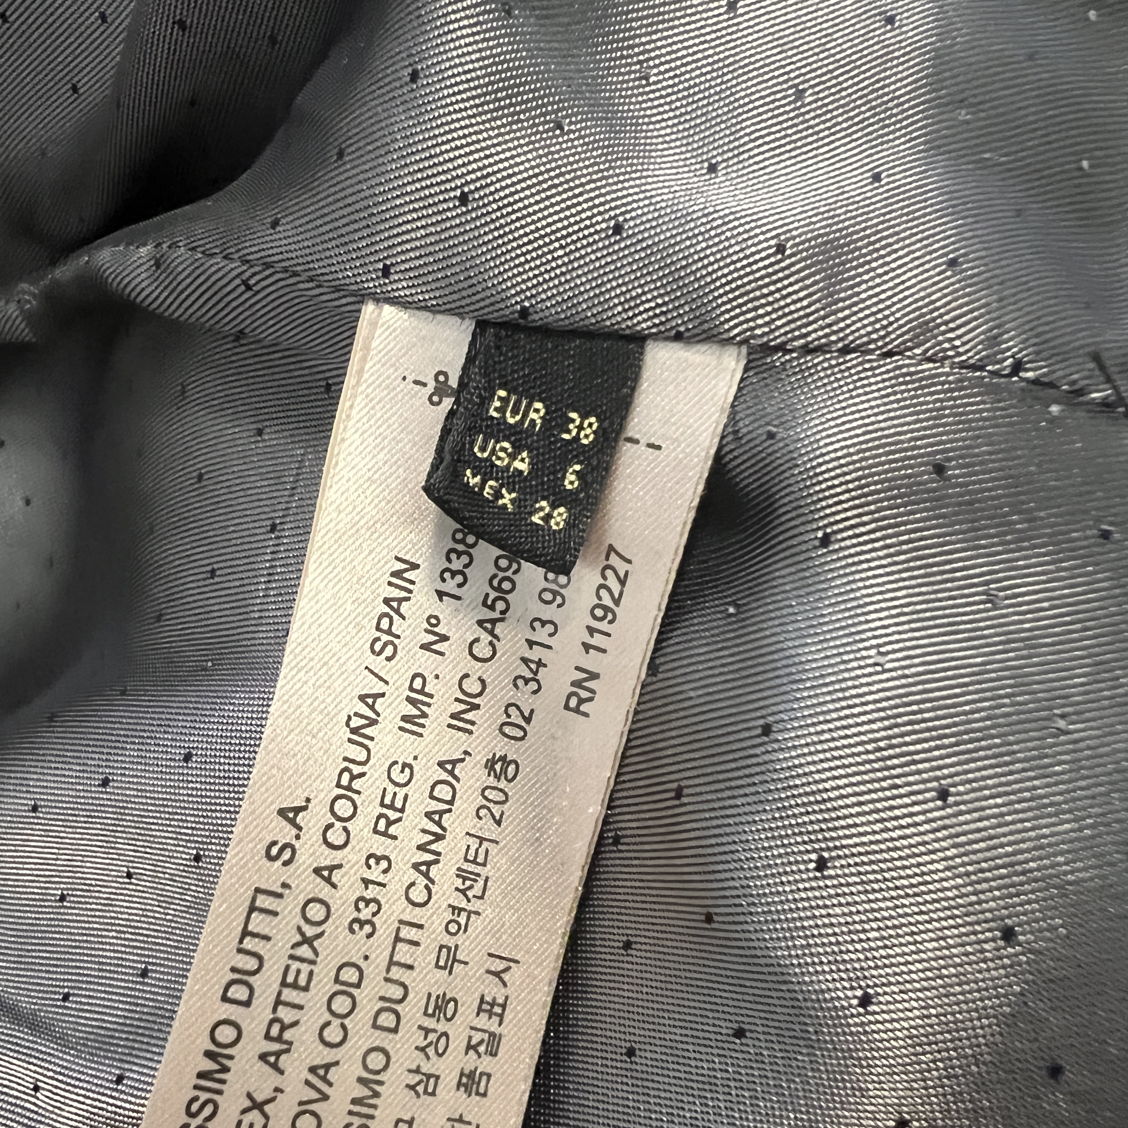 EUR 38
USA 6
MEX 28
SSIMO DUTTI, S.A.
EX, ARTEIXO A CORUÑA / SPAIN
OVA COD. 3313 REG. IMP. Nº 1338
SIMO DUTTI CANADA, INC CA569
삼성동 무역센터 20층 02 3413 98
품질표시
RN 119227